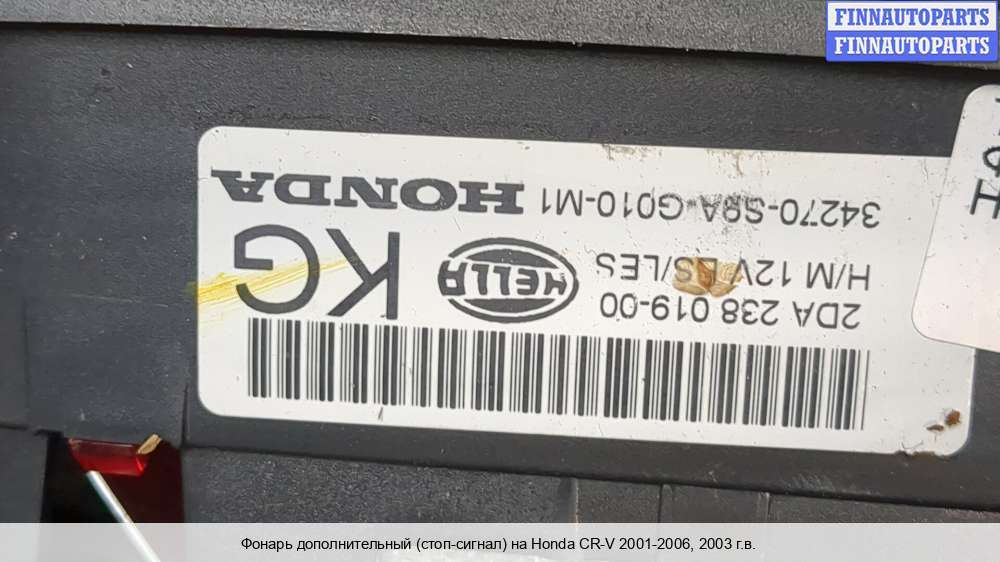 FINNAUTOPARTS
FINNAUTOPARTS
2DA 238 019-00
H/M 12V ES/LES
34270-S9A-G010-M1
HELLA
KG
HONDA
Ф
Н
Фонарь дополнительный (стоп-сигнал) на Honda CR-V 2001-2006, 2003 г.в.